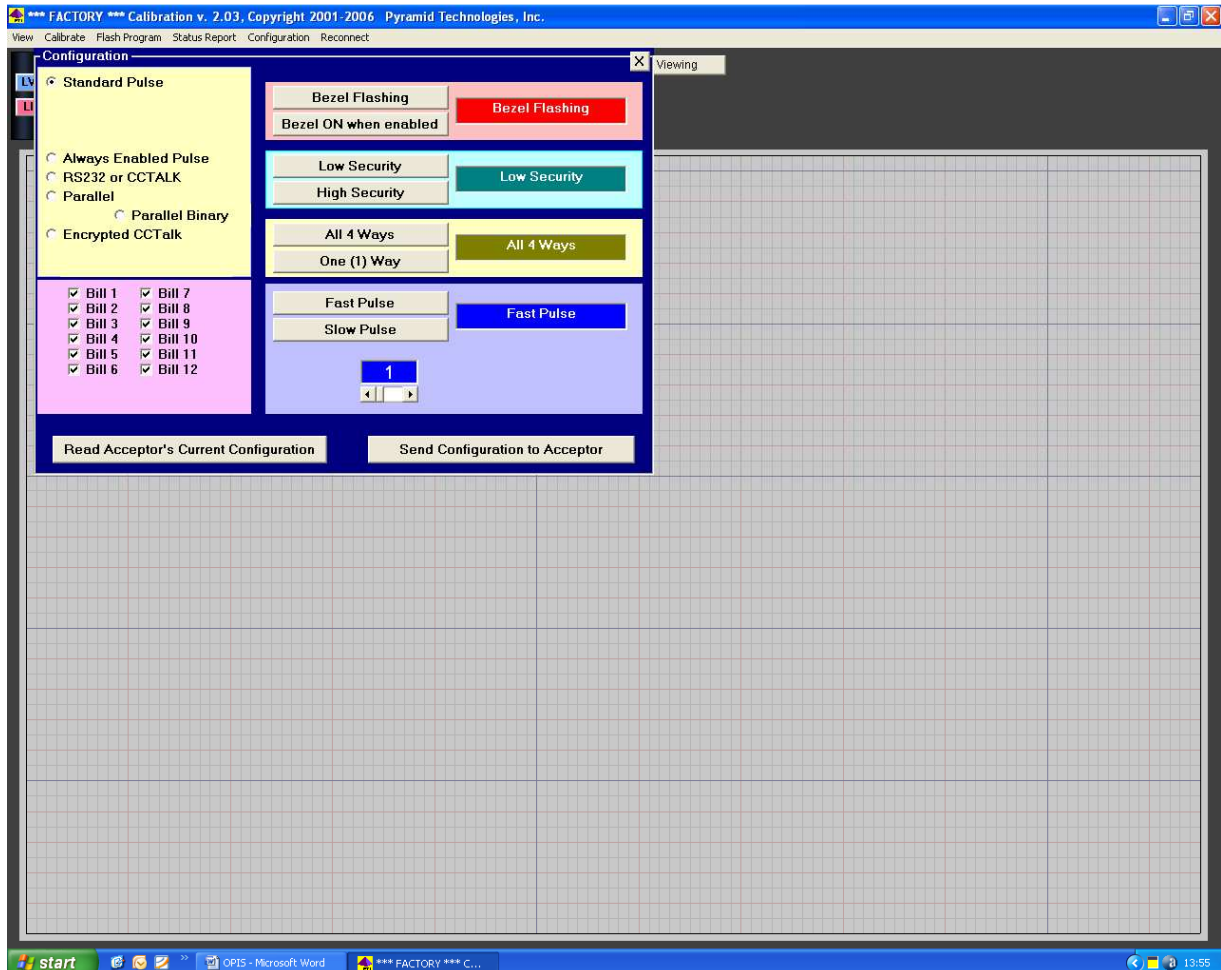 *** FACTORY *** Calibration v. 2.03, Copyright 2001-2006 Pyramid Technologies, Inc.
View Calibrate Flash Program Status Report Configuration Reconnect
Configuration
X
Viewing
Standard Pulse
Always Enabled Pulse
RS232 or CCTALK
Parallel
Parallel Binary
Encrypted CCTalk
Bill 1 Bill 7
Bill 2 Bill 8
Bill 3 Bill 9
Bill 4 Bill 10
Bill 5 Bill 11
Bill 6 Bill 12
Bezel Flashing
Bezel ON when enabled
Bezel Flashing
Low Security
High Security
Low Security
All 4 Ways
One (1) Way
All 4 Ways
Fast Pulse
Slow Pulse
Fast Pulse
1
Read Acceptor's Current Configuration
Send Configuration to Acceptor
start
OPIS - Microsoft Word
*** FACTORY *** C...
13:55